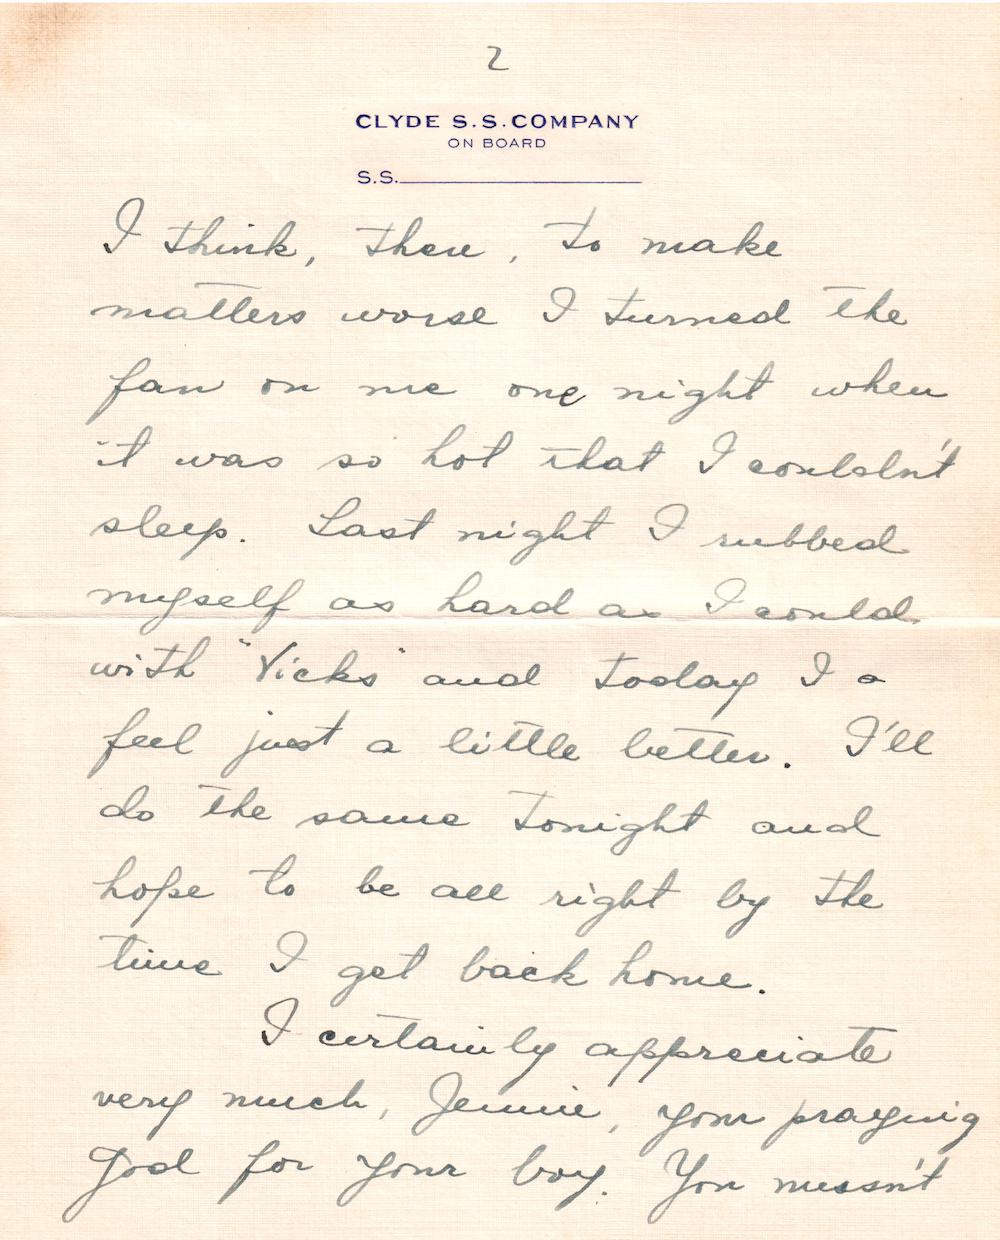 2
CLYDE S.S. COMPANY
ON BOARD
S.S.
I think, then, to make
matters worse I turned the
fan on me one night when
it was so hot that I couldn't
sleep. Last night I rubbed
myself as hard as I could
with "Vicks" and today I a
feel just a little better. I'll
do the same tonight and
hope to be all right by the
time I get back home.
I certainly appreciate
very much, Jennie, your praying
God for your boy. You mussn't